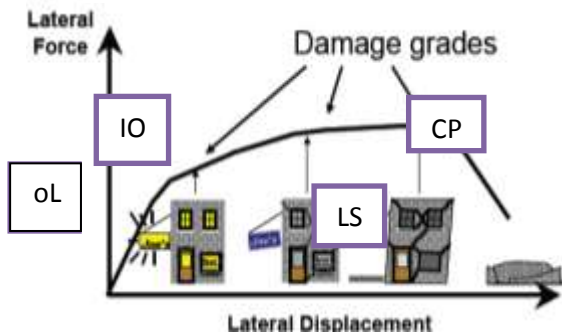 Lateral
Force
Damage grades
IO
CP
oL
LS
Lateral Displacement